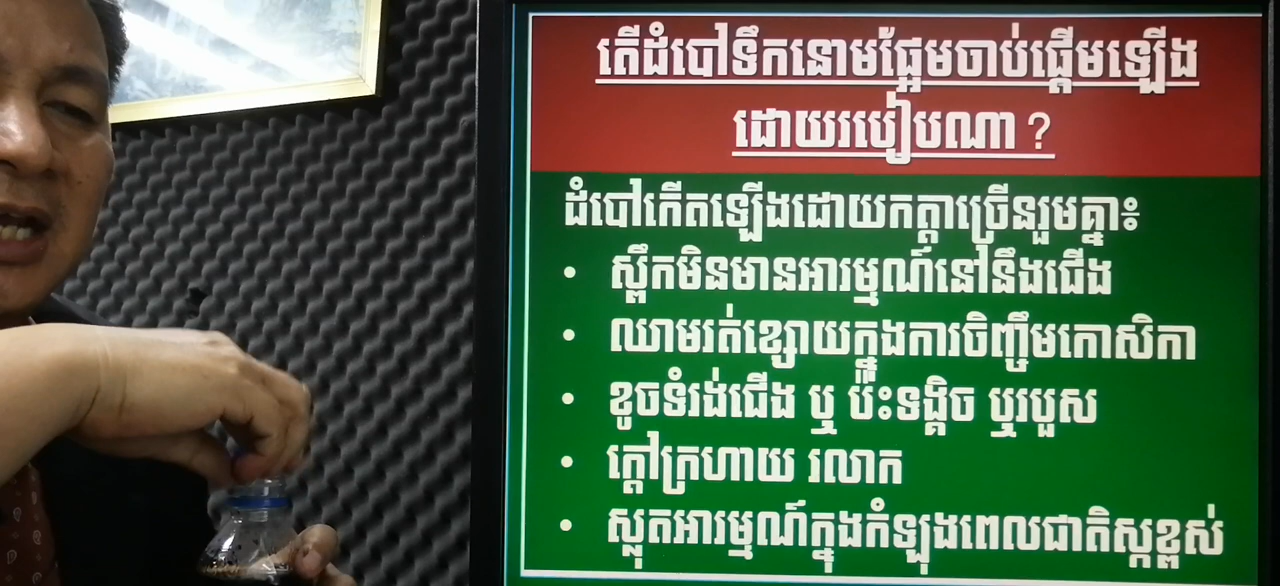 តើដំបៅទឹកនោមផ្អែមចាប់ផ្តើមឡើង
ដោយរបៀបណា ?
ដំបៅកើតឡើងដោយកត្តាច្រើនរួមគ្នា៖
• ស្ពឹកមិនមានអារម្មណ៍នៅនឹងជើង
• ឈាមរត់ខ្សោយក្នុងការចិញ្ចឹមកោសិកា
• ខូចទំរង់ជើង ឬ ប៉ះទង្គិច ឬរបួស
• ក្តៅក្រហាយ រលាក
• ស្លុតអារម្មណ៍ក្នុងកំឡុងពេលជាតិស្ករខ្ពស់